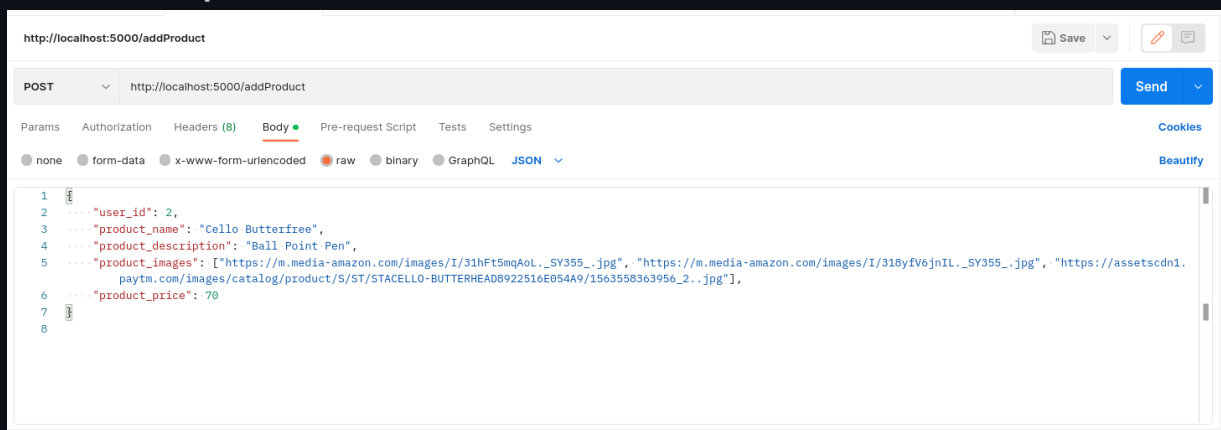 http://localhost:5000/addProduct
Save
POST
http://localhost:5000/addProduct
Send
Params Authorization Headers (8) Body Pre-request Script Tests Settings Cookies
none form-data x-www-form-urlencoded raw binary GraphQL JSON Beautify
1 {
2 "user_id": 2,
3 "product_name": "Cello Butterfree",
4 "product_description": "Ball Point Pen",
5 "product_images": ["https://m.media-amazon.com/images/I/31hFt5mqAoL._SY355_.jpg", "https://m.media-amazon.com/images/I/318yfV6jnIL._SY355_.jpg", "https://assetscdn1.
paytm.com/images/catalog/product/S/ST/STACELLO-BUTTERHEAD8922516E054A9/1563558363956_2..jpg"],
6 "product_price": 70
7 }
8